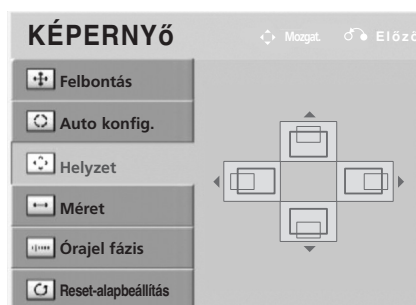 KÉPERNYő
Mozgat. Előző
Felbontás
Auto konfig.
Helyzet
Méret
Órajel fázis
Reset-alapbeállítás